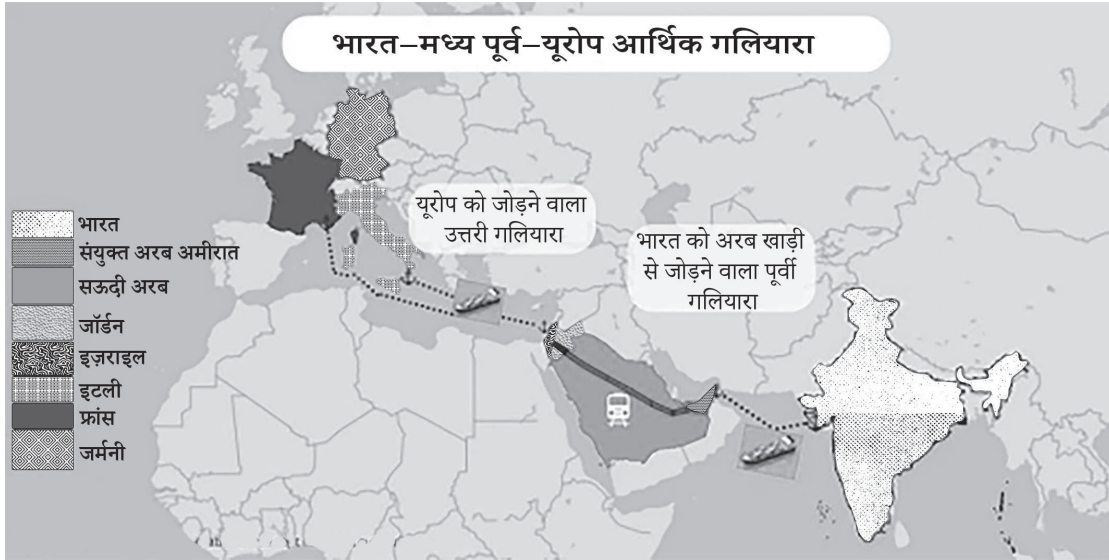 भारत–मध्य पूर्व–यूरोप आर्थिक गलियारा
यूरोप को जोड़ने वाला
उत्तरी गलियारा
भारत को अरब खाड़ी
से जोड़ने वाला पूर्वी
गलियारा
भारत
संयुक्त अरब अमीरात
सऊदी अरब
जॉर्डन
इज़राइल
इटली
फ्रांस
जर्मनी